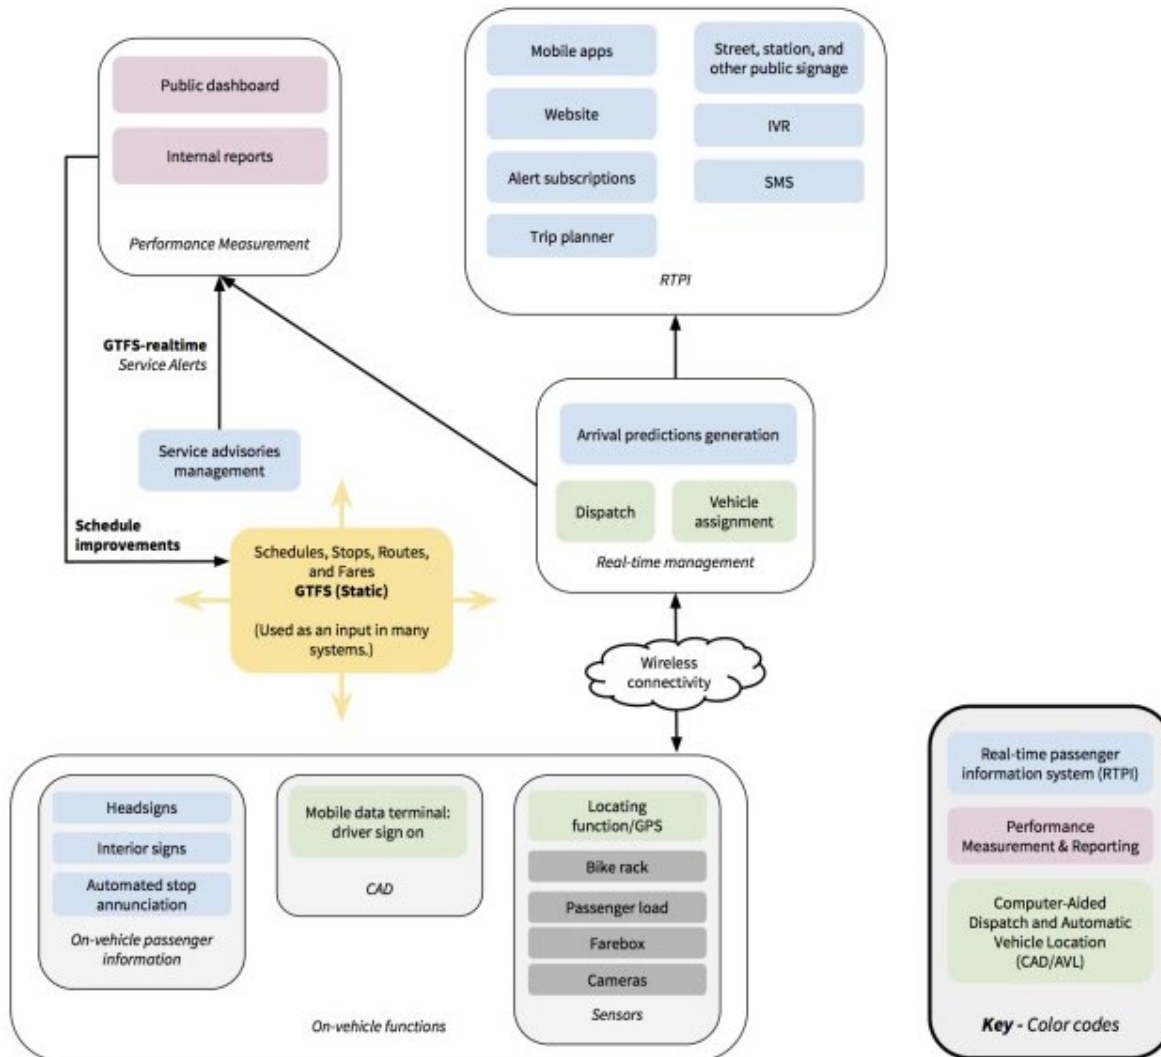 Public dashboard
Internal reports
Performance Measurement
Mobile apps
Website
Alert subscriptions
Trip planner
Street, station, and
other public signage
IVR
SMS
RTPI
GTFS-realtime
Service Alerts
Service advisories
management
Arrival predictions generation
Dispatch
Vehicle
assignment
Real-time management
Schedule
improvements
Schedules, Stops, Routes,
and Fares
GTFS (Static)
(Used as an input in many
systems.)
Wireless
connectivity
Headsigns
Interior signs
Automated stop
annunciation
On-vehicle passenger
information
Mobile data terminal:
driver sign on
CAD
Locating
function/GPS
Bike rack
Passenger load
Farebox
Cameras
Sensors
On-vehicle functions
Real-time passenger
information system (RTPI)
Performance
Measurement & Reporting
Computer-Aided
Dispatch and Automatic
Vehicle Location
(CAD/AVL)
Key - Color codes